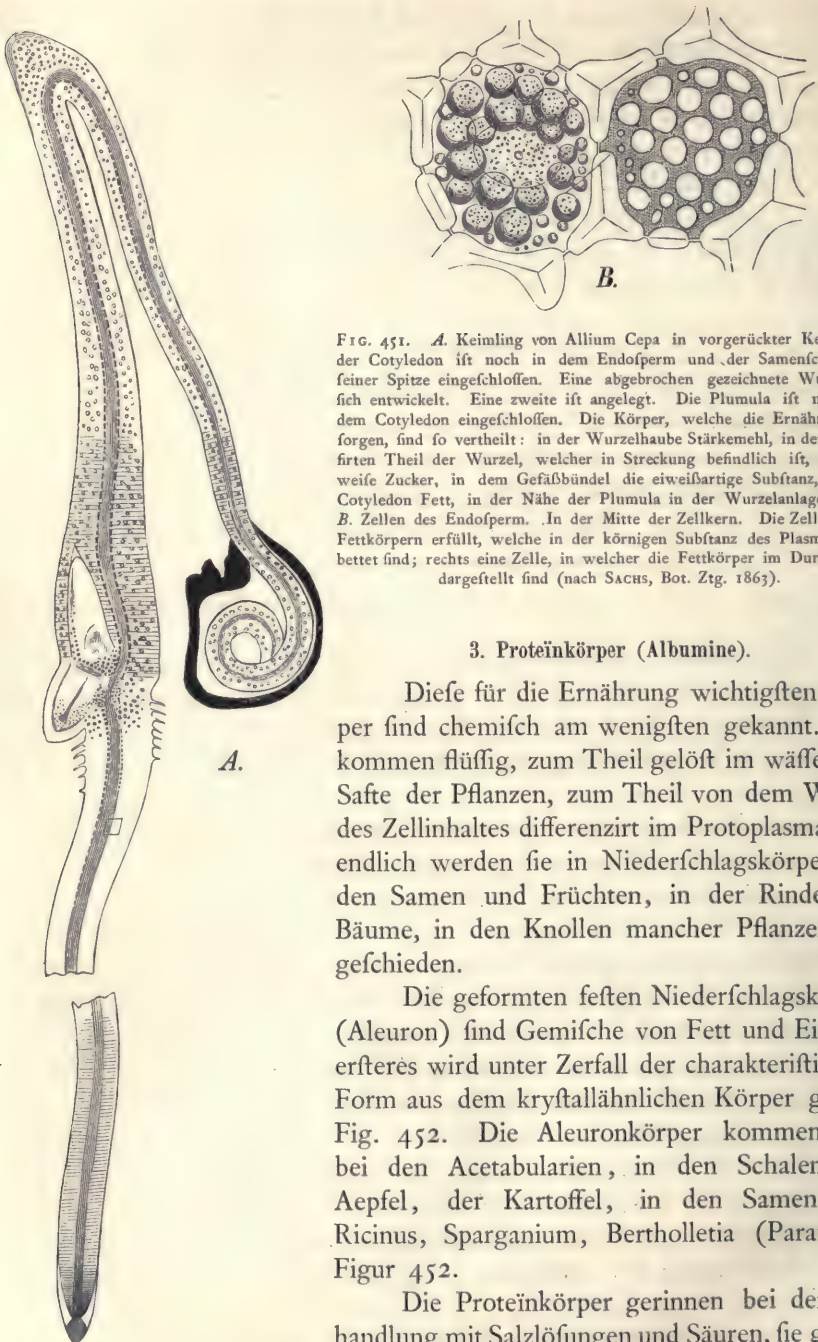 B.
FIG. 451. A. Keimling von Allium Cepa in vorgerückter Ke
der Cotyledon iſt noch in dem Endoſperm und der Samenſc
ſeiner Spitze eingeſchloſſen. Eine abgebrochen gezeichnete Wu
ſich entwickelt. Eine zweite iſt angelegt. Die Plumula iſt n
dem Cotyledon eingeſchloſſen. Die Körper, welche die Ernäh
ſorgen, ſind ſo vertheilt: in der Wurzelhaube Stärkemehl, in de
firten Theil der Wurzel, welcher in Streckung befindlich iſt,
weiſe Zucker, in dem Gefäßbündel die eiweißartige Subſtanz,
Cotyledon Fett, in der Nähe der Plumula in der Wurzelanlage
B. Zellen des Endoſperm. In der Mitte der Zellkern. Die Zell
Fettkörpern erfüllt, welche in der körnigen Subſtanz des Plasm
bettet ſind; rechts eine Zelle, in welcher die Fettkörper im Dur
dargeſtellt ſind (nach SACHS, Bot. Ztg. 1863).
3. Proteïnkörper (Albumine).
Dieſe für die Ernährung wichtigſten
per ſind chemiſch am wenigſten gekannt.
kommen flüſſig, zum Theil gelöſt im wäſſe
Safte der Pflanzen, zum Theil von dem W
des Zellinhaltes differenzirt im Protoplasma
endlich werden ſie in Niederſchlagskörpe
den Samen und Früchten, in der Rinde
Bäume, in den Knollen mancher Pflanze
geſchieden.
Die geformten feſten Niederſchlagsk
(Aleuron) ſind Gemiſche von Fett und Ei
erſteres wird unter Zerfall der charakteriſti
Form aus dem kryſtallähnlichen Körper g
Fig. 452. Die Aleuronkörper kommen
bei den Acetabularien, in den Schalen
Aepfel, der Kartoffel, in den Samen
Ricinus, Sparganium, Bertholletia (Para
Figur 452.
Die Proteïnkörper gerinnen bei de
handlung mit Salzlöſungen und Säuren, ſie g
A.